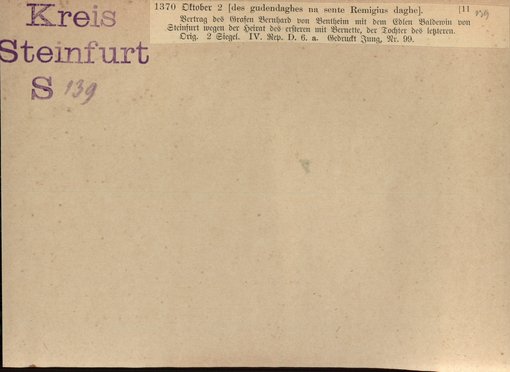 Kreis
Steinfurt
S 139
1370 Oktober 2 [des gudendaghes na sente Remigius daghe]. [11
139
Vertrag des Grafen Bernhard von Bentheim mit dem Edlen Baldewin von
Steinfurt wegen der Heirat des ersteren mit Bernette, der Tochter des letzteren.
Orig. 2 Siegel. IV. Rep. D. 6. a. Gedruckt Jung, Nr. 99.